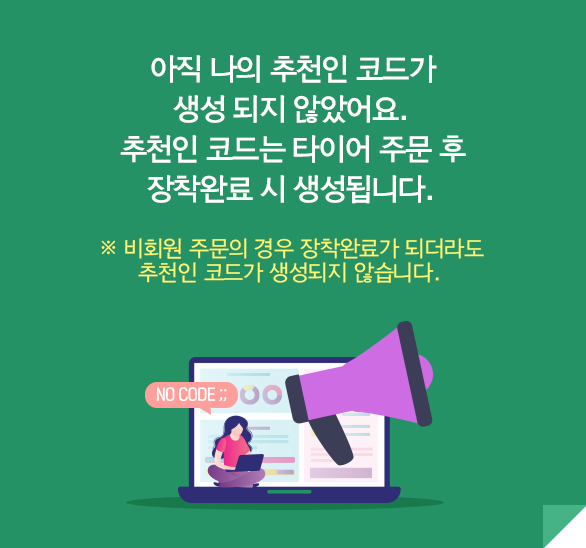 아직 나의 추천인 코드가
생성 되지 않았어요.
추천인 코드는 타이어 주문 후
장착완료 시 생성됩니다.
※ 비회원 주문의 경우 장착완료가 되더라도
추천인 코드가 생성되지 않습니다.
NO CODE ;;